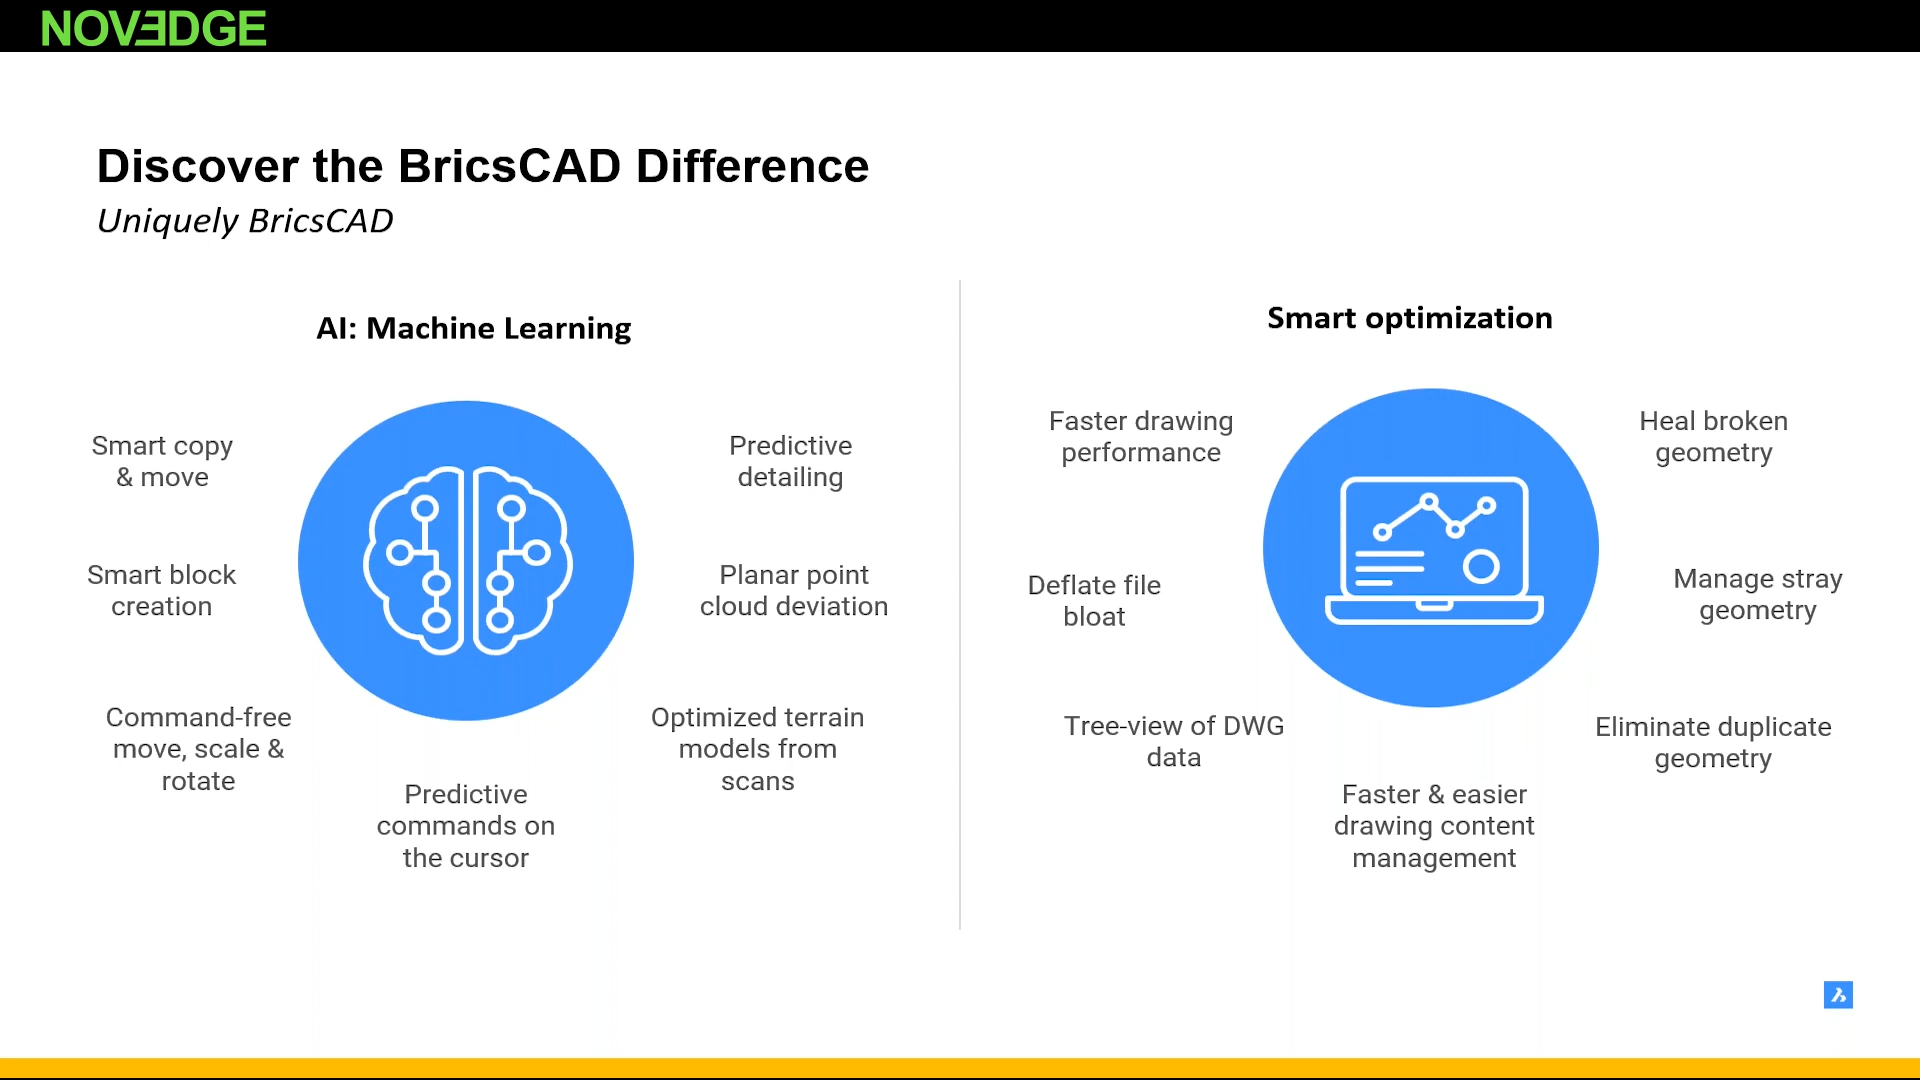 NOVEDGE
Discover the BricsCAD Difference
Uniquely BricsCAD
AI: Machine Learning
Smart copy
& move
Smart block
creation
Command-free
move, scale &
rotate
Predictive
commands on
the cursor
Predictive
detailing
Planar point
cloud deviation
Optimized terrain
models from
scans
Smart optimization
Faster drawing
performance
Deflate file
bloat
Tree-view of DWG
data
Faster & easier
drawing content
management
Heal broken
geometry
Manage stray
geometry
Eliminate duplicate
geometry